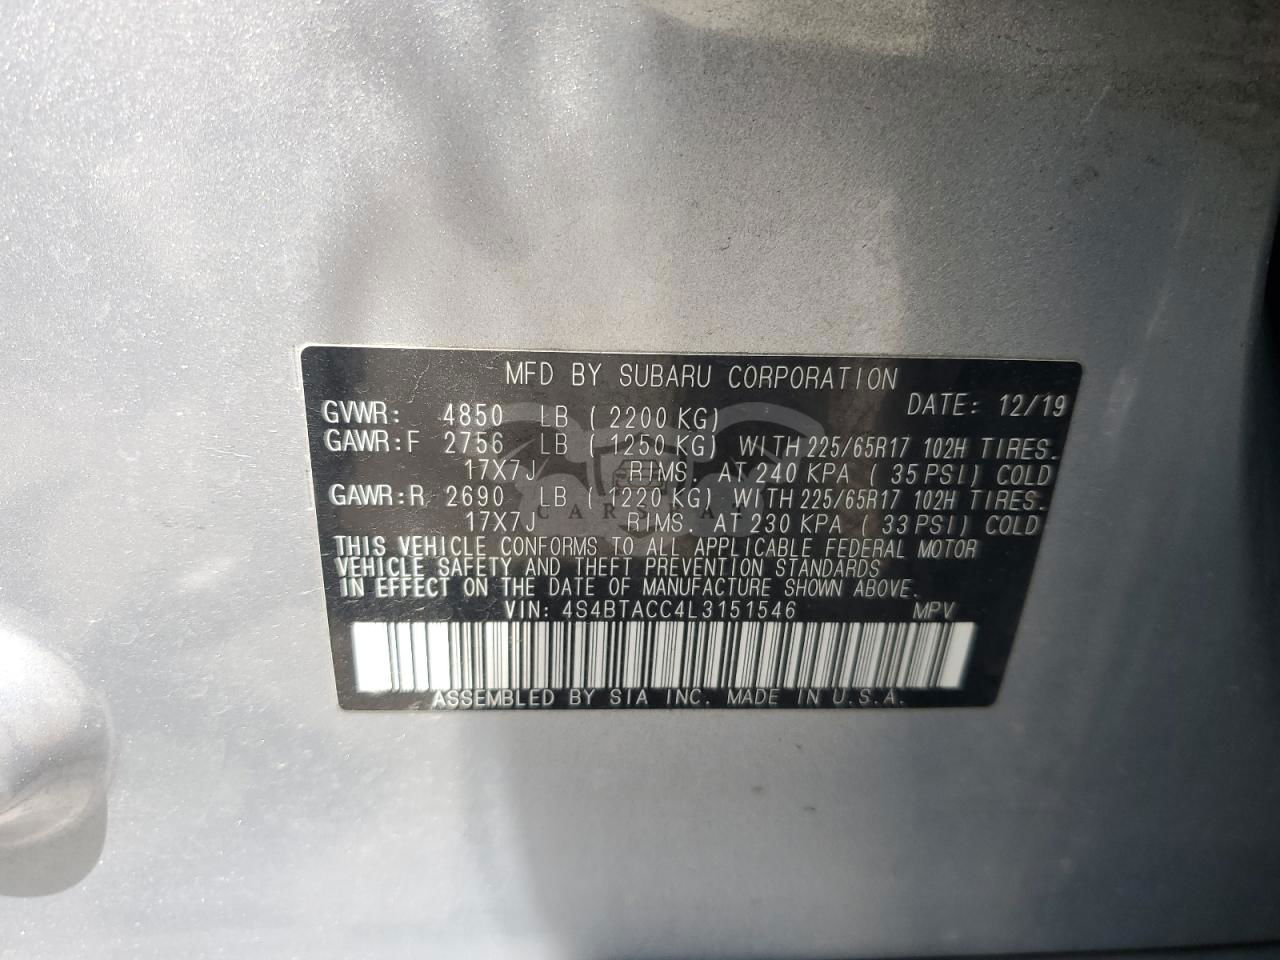 MFD BY SUBARU CORPORATION
DATE: 12/19
GVWR: 4850 LB (2200 KG)
GAWR:F 2756 LB (1250 KG) WITH 225/65R17 102H TIRES.
17X7J RIMS. AT 240 KPA ( 35 PSI) COLD
GAWR:R 2690 LB (1220 KG) WITH 225/65R17 102H TIRES.
17X7J RIMS. AT 230 KPA ( 33 PSI) COLD
THIS VEHICLE CONFORMS TO ALL APPLICABLE FEDERAL MOTOR
VEHICLE SAFETY AND THEFT PREVENTION STANDARDS
IN EFFECT ON THE DATE OF MANUFACTURE SHOWN ABOVE.
VIN: 4S4BTACC4L3151546 MPV
ASSEMBLED BY SIA INC. MADE IN U.S.A.